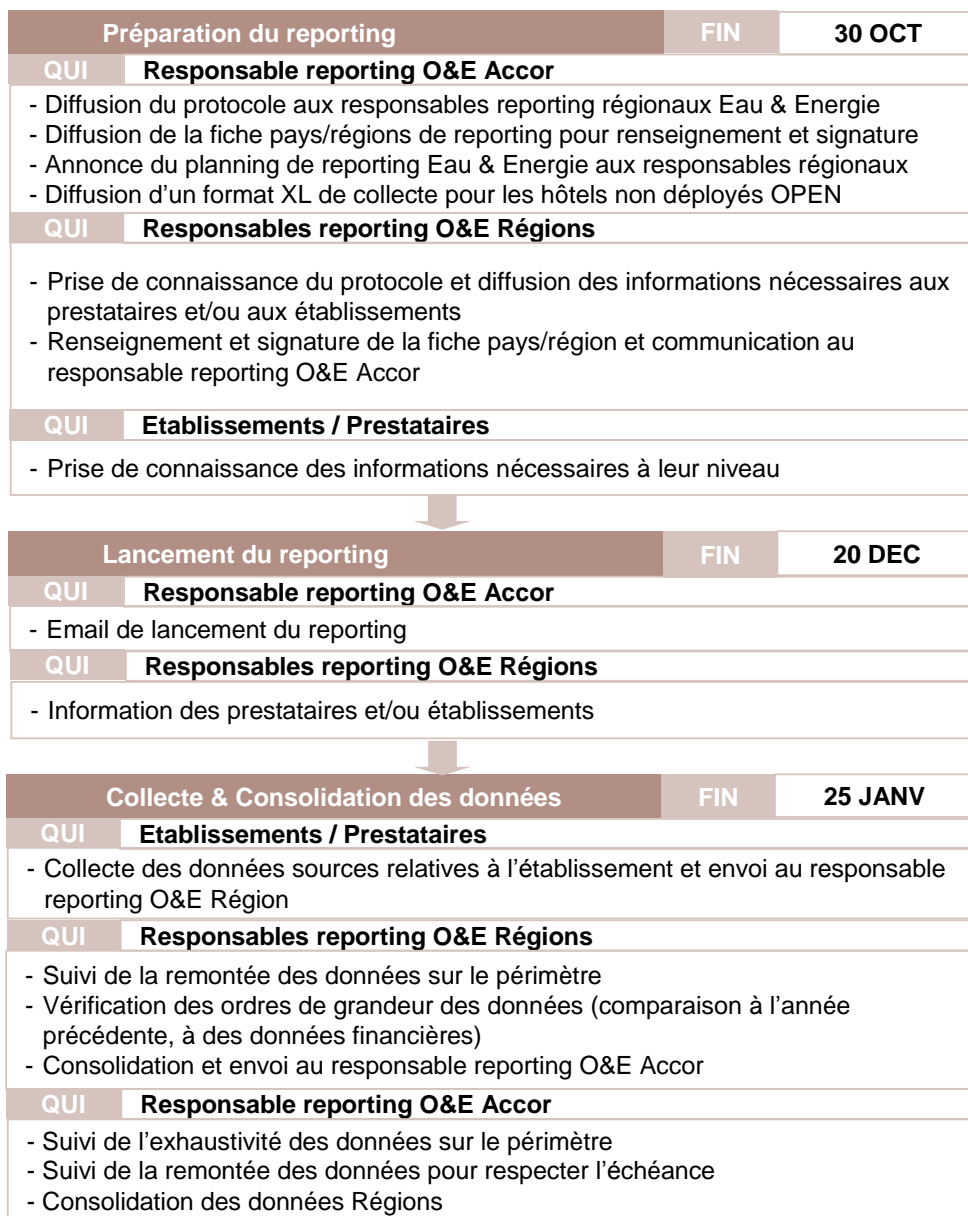 Préparation du reporting FIN 30 OCT
QUI Responsable reporting O&E Accor
- Diffusion du protocole aux responsables reporting régionaux Eau & Energie
- Diffusion de la fiche pays/régions de reporting pour renseignement et signature
- Annonce du planning de reporting Eau & Energie aux responsables régionaux
- Diffusion d'un format XL de collecte pour les hôtels non déployés OPEN
QUI Responsables reporting O&E Régions
- Prise de connaissance du protocole et diffusion des informations nécessaires aux
prestataires et/ou aux établissements
- Renseignement et signature de la fiche pays/région et communication au
responsable reporting O&E Accor
QUI Etablissements / Prestataires
- Prise de connaissance des informations nécessaires à leur niveau
Lancement du reporting FIN 20 DEC
QUI Responsable reporting O&E Accor
- Email de lancement du reporting
QUI Responsables reporting O&E Régions
- Information des prestataires et/ou établissements
Collecte & Consolidation des données FIN 25 JANV
QUI Etablissements / Prestataires
- Collecte des données sources relatives à l'établissement et envoi au responsable
reporting O&E Région
QUI Responsables reporting O&E Régions
- Suivi de la remontée des données sur le périmètre
- Vérification des ordres de grandeur des données (comparaison à l'année
précédente, à des données financières)
- Consolidation et envoi au responsable reporting O&E Accor
QUI Responsable reporting O&E Accor
- Suivi de l'exhaustivité des données sur le périmètre
- Suivi de la remontée des données pour respecter l'échéance
- Consolidation des données Régions